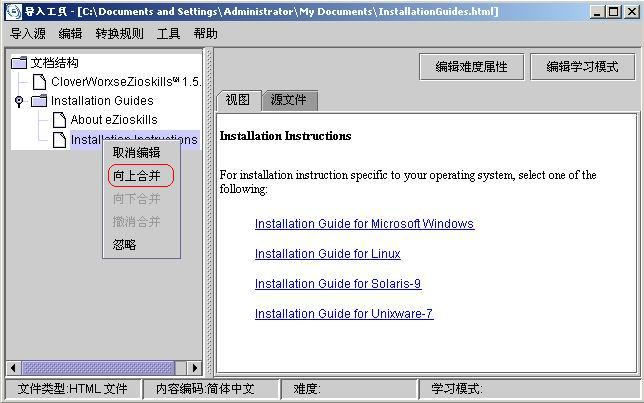 导入工具 - [C:\Documents and Settings\Administrator\My Documents\InstallationGuides.html]
导入源 编辑 转换规则 工具 帮助
编辑难度属性 编辑学习模式
文档结构
CloverWorxseZioskills™ 1.5.
Installation Guides
About eZioskills
Installation Instructions
取消编辑
向上合并
向下合并
撤消合并
忽略
视图 源文件
Installation Instructions
For installation instruction specific to your operating system, select one of the
following:
Installation Guide for Microsoft Windows
Installation Guide for Linux
Installation Guide for Solaris-9
Installation Guide for Unixware-7
文件类型:HTML 文件 内容编码:简体中文 难度: 学习模式: